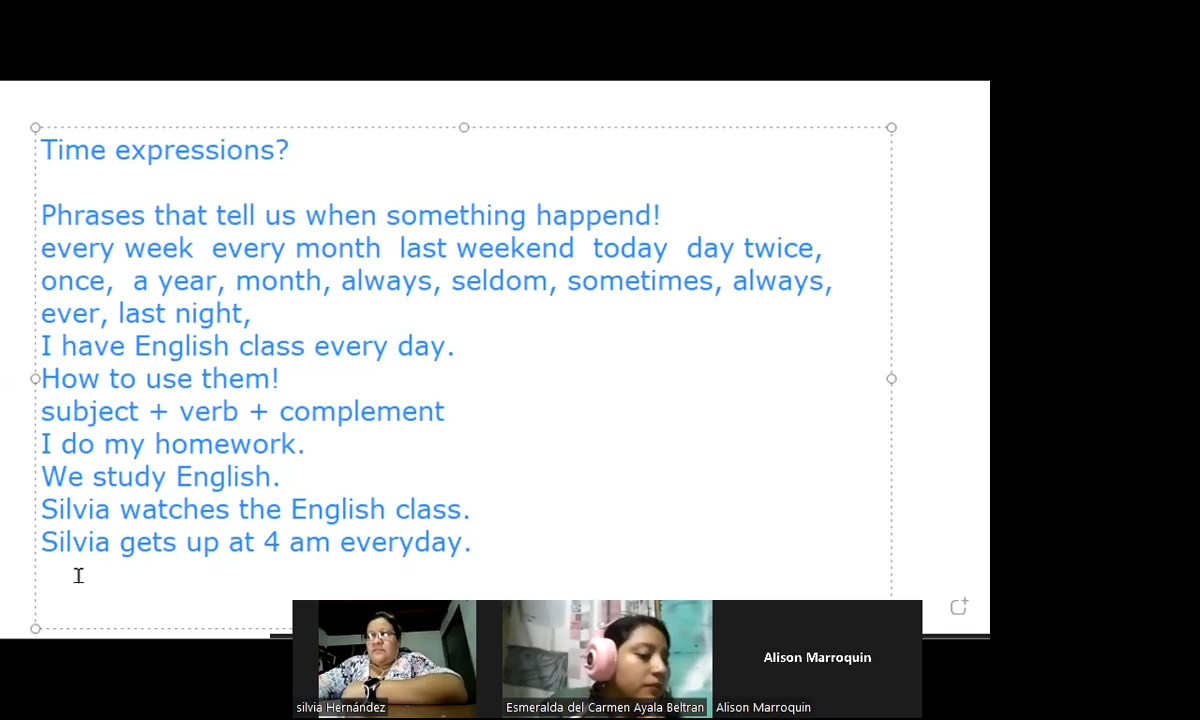 Time expressions?
Phrases that tell us when something happend!
every week every month last weekend today day twice,
once, a year, month, always, seldom, sometimes, always,
ever, last night,
I have English class every day.
How to use them!
subject + verb + complement
I do my homework.
We study English.
Silvia watches the English class.
Silvia gets up at 4 am everyday.
Alison Marroquin
silvia Hernández
Esmeralda del Carmen Ayala Beltran
Alison Marroquin